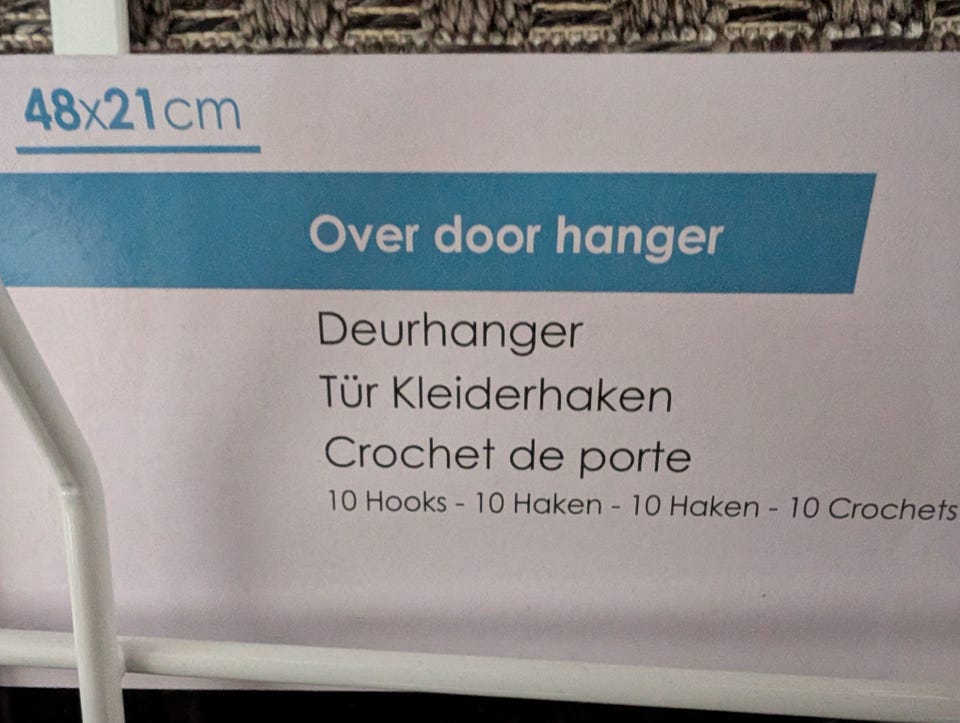 48x21cm
Over door hanger
Deurhanger
Tür Kleiderhaken
Crochet de porte
10 Hooks - 10 Haken - 10 Haken - 10 Crochets